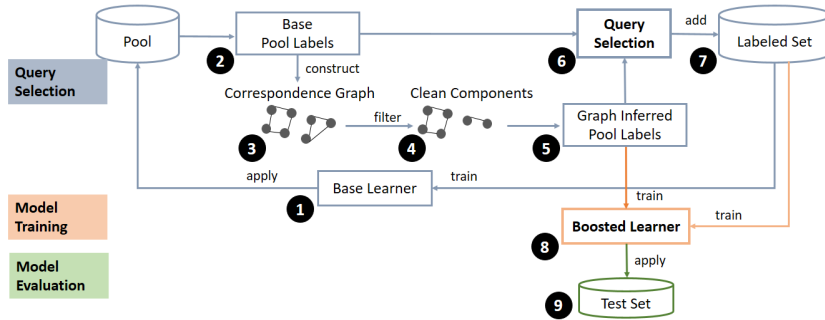 Pool
Base
Pool Labels
Query
Selection
add
Labeled Set
2
6
7
Query
Selection
construct
Correspondence Graph
Clean Components
filter
Graph Inferred
Pool Labels
3
4
5
apply
Base Learner
train
1
Model
Training
train
Boosted Learner
train
8
Model
Evaluation
apply
9
Test Set